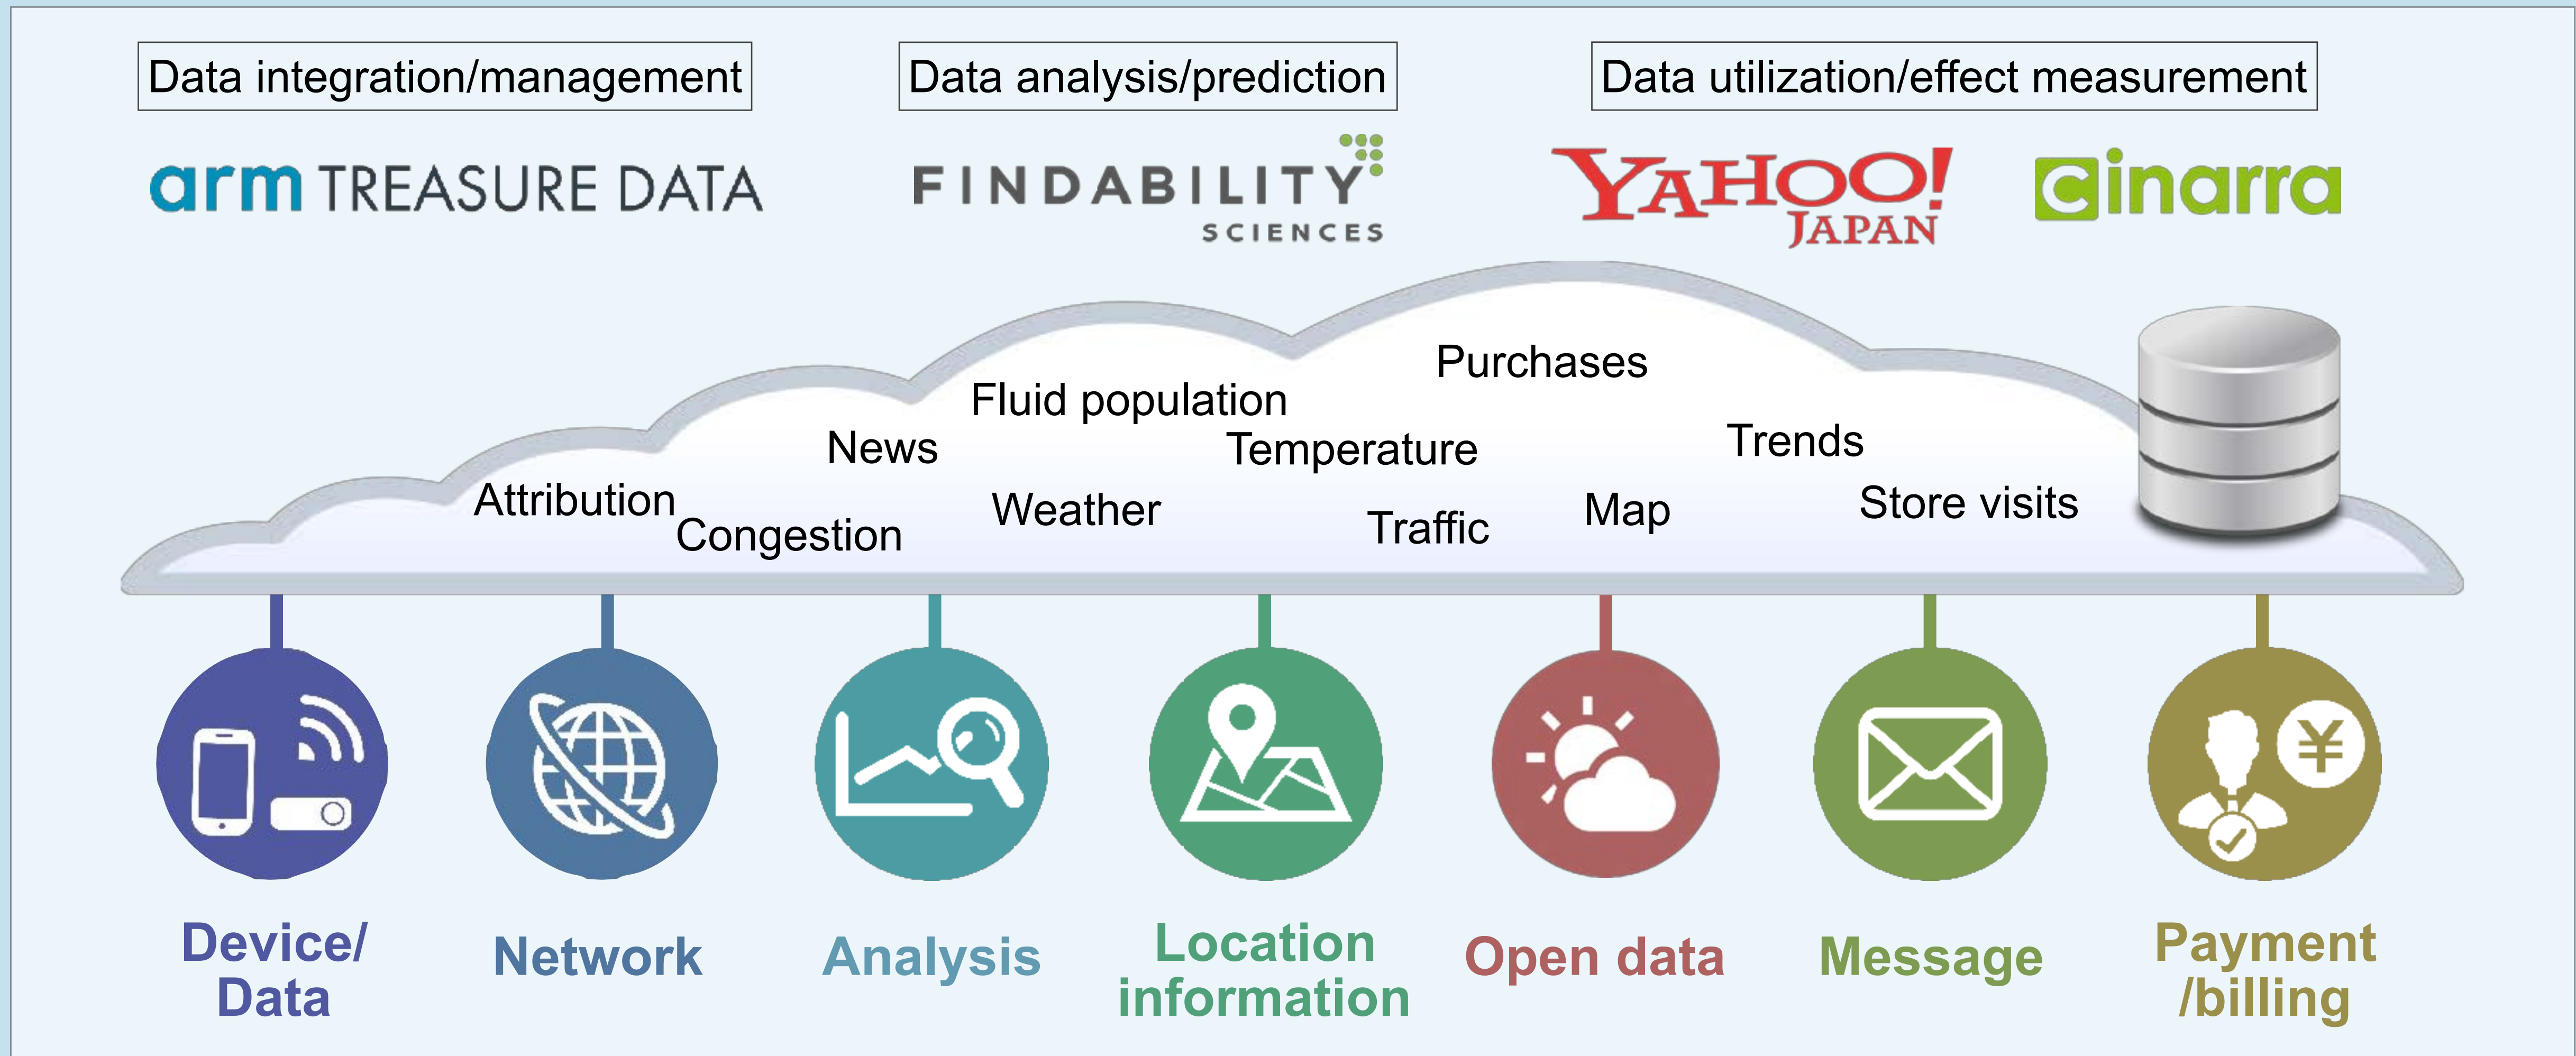 Data integration/management
Data analysis/prediction
Data utilization/effect measurement
arm TREASURE DATA
FINDABILITY
SCIENCES
YAHOO!
JAPAN
cinarra
Purchases
Fluid population
News
Temperature
Trends
Attribution
Congestion
Weather
Traffic
Map
Store visits
¥
Device/
Data
Network
Analysis
Location
information
Open data
Message
Payment
/billing